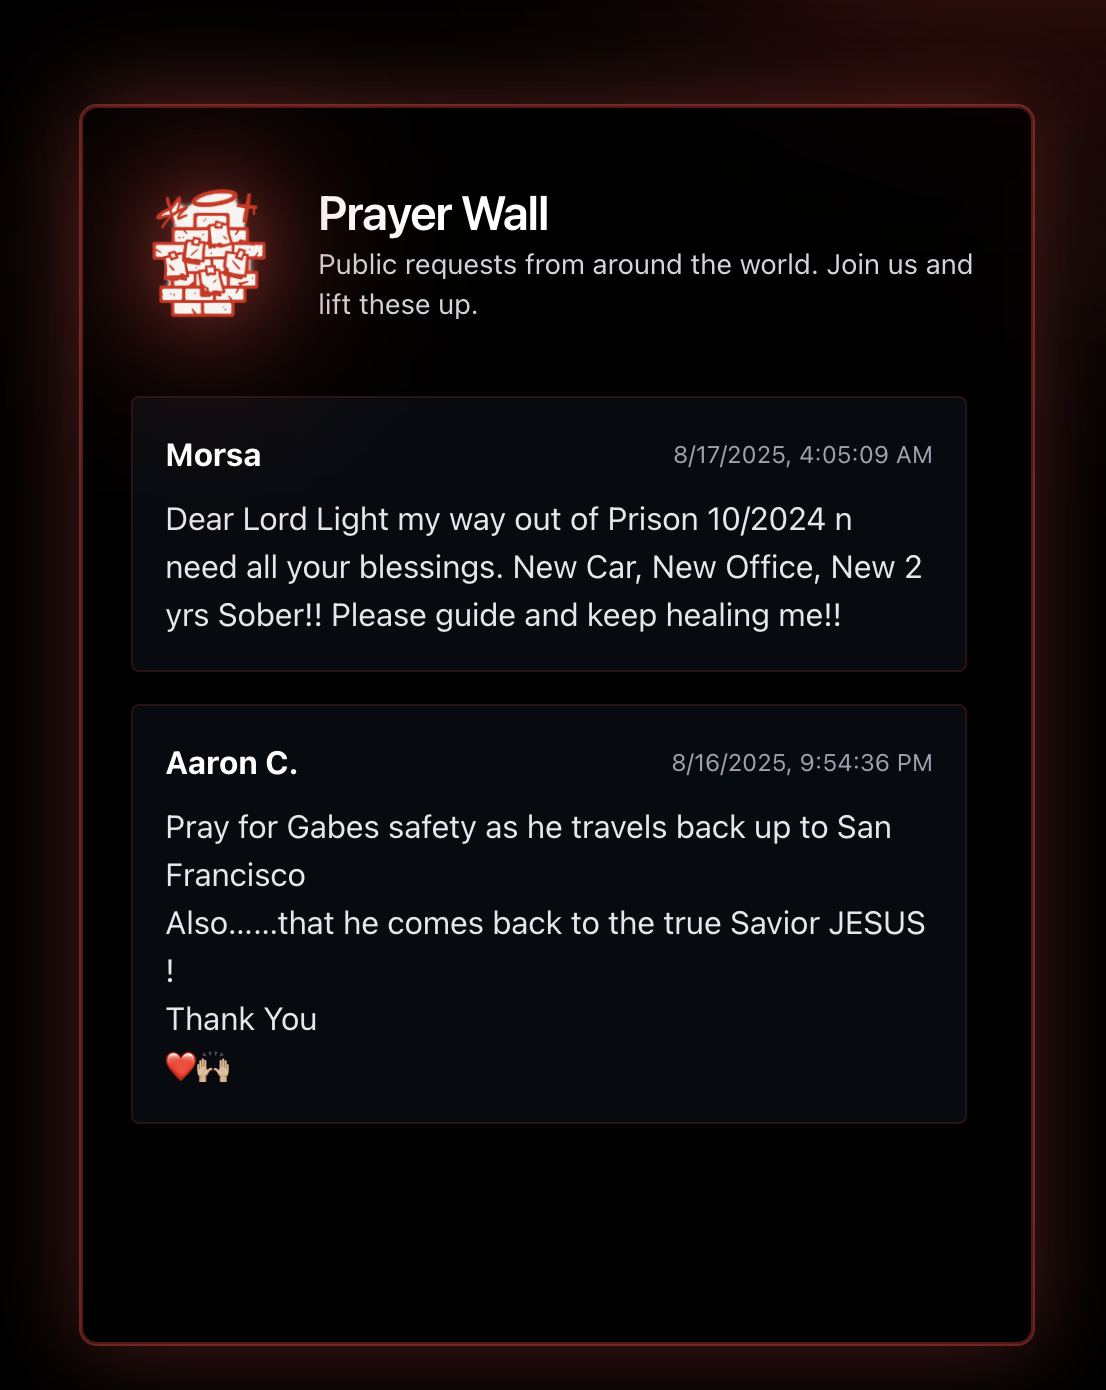 Prayer Wall
Public requests from around the world. Join us and
lift these up.
Morsa
8/17/2025, 4:05:09 AM
Dear Lord Light my way out of Prison 10/2024 n
need all your blessings. New Car, New Office, New 2
yrs Sober!! Please guide and keep healing me!!
Aaron C.
8/16/2025, 9:54:36 PM
Pray for Gabes safety as he travels back up to San
Francisco
Also......that he comes back to the true Savior JESUS
!
Thank You
❤️🙌🏼